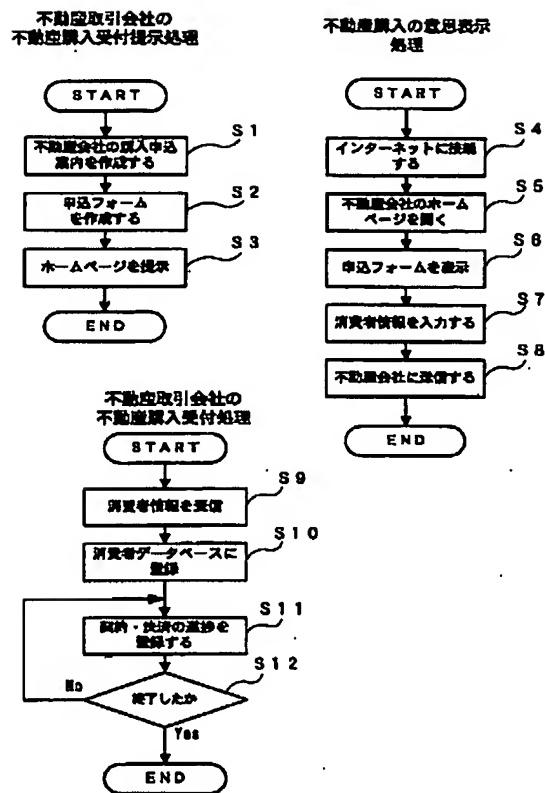 不動産取引会社の
不動産購入受付提示処理
START
S1
不動産会社の購入申込
案内を作成する
S2
申込フォーム
を作成する
S3
ホームページを提示
END
不動産購入の意思表示
処理
START
S4
インターネットに接続
する
S5
不動産会社のホーム
ページを開く
S6
申込フォームを表示
S7
消費者情報を入力する
S8
不動産会社に送信する
END
不動産取引会社の
不動産購入受付処理
START
S9
消費者情報を受信
S10
消費者データベースに
登録
S11
契約・決済の進捗を
登録する
S12
終了したか
No
Yes
END